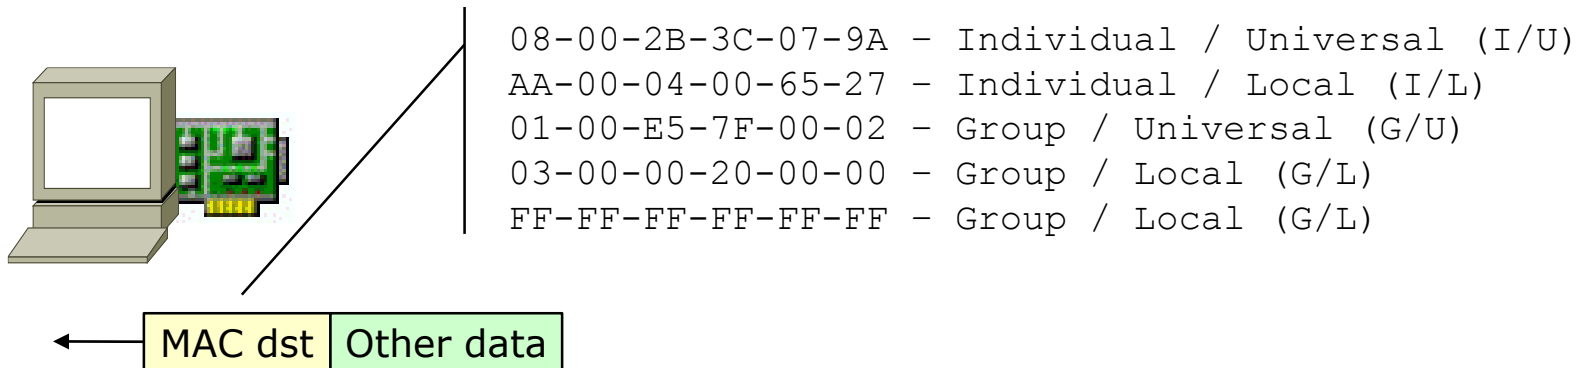 08-00-2B-3C-07-9A – Individual / Universal (I/U)
AA-00-04-00-65-27 – Individual / Local (I/L)
01-00-E5-7F-00-02 – Group / Universal (G/U)
03-00-00-20-00-00 – Group / Local (G/L)
FF-FF-FF-FF-FF-FF – Group / Local (G/L)
MAC dst Other data